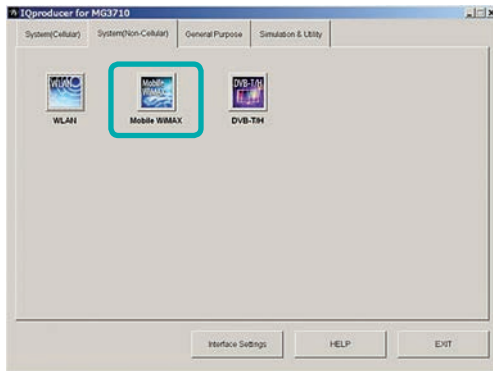 IQproducer for MG3710
System(Cellular) System(Non-Cellular) General Purpose Simulation & Utility
WLAN Mobile WiMAX DVB-T/H
WLAN Mobile WiMAX DVB-T/H
Interface Settings HELP EXIT